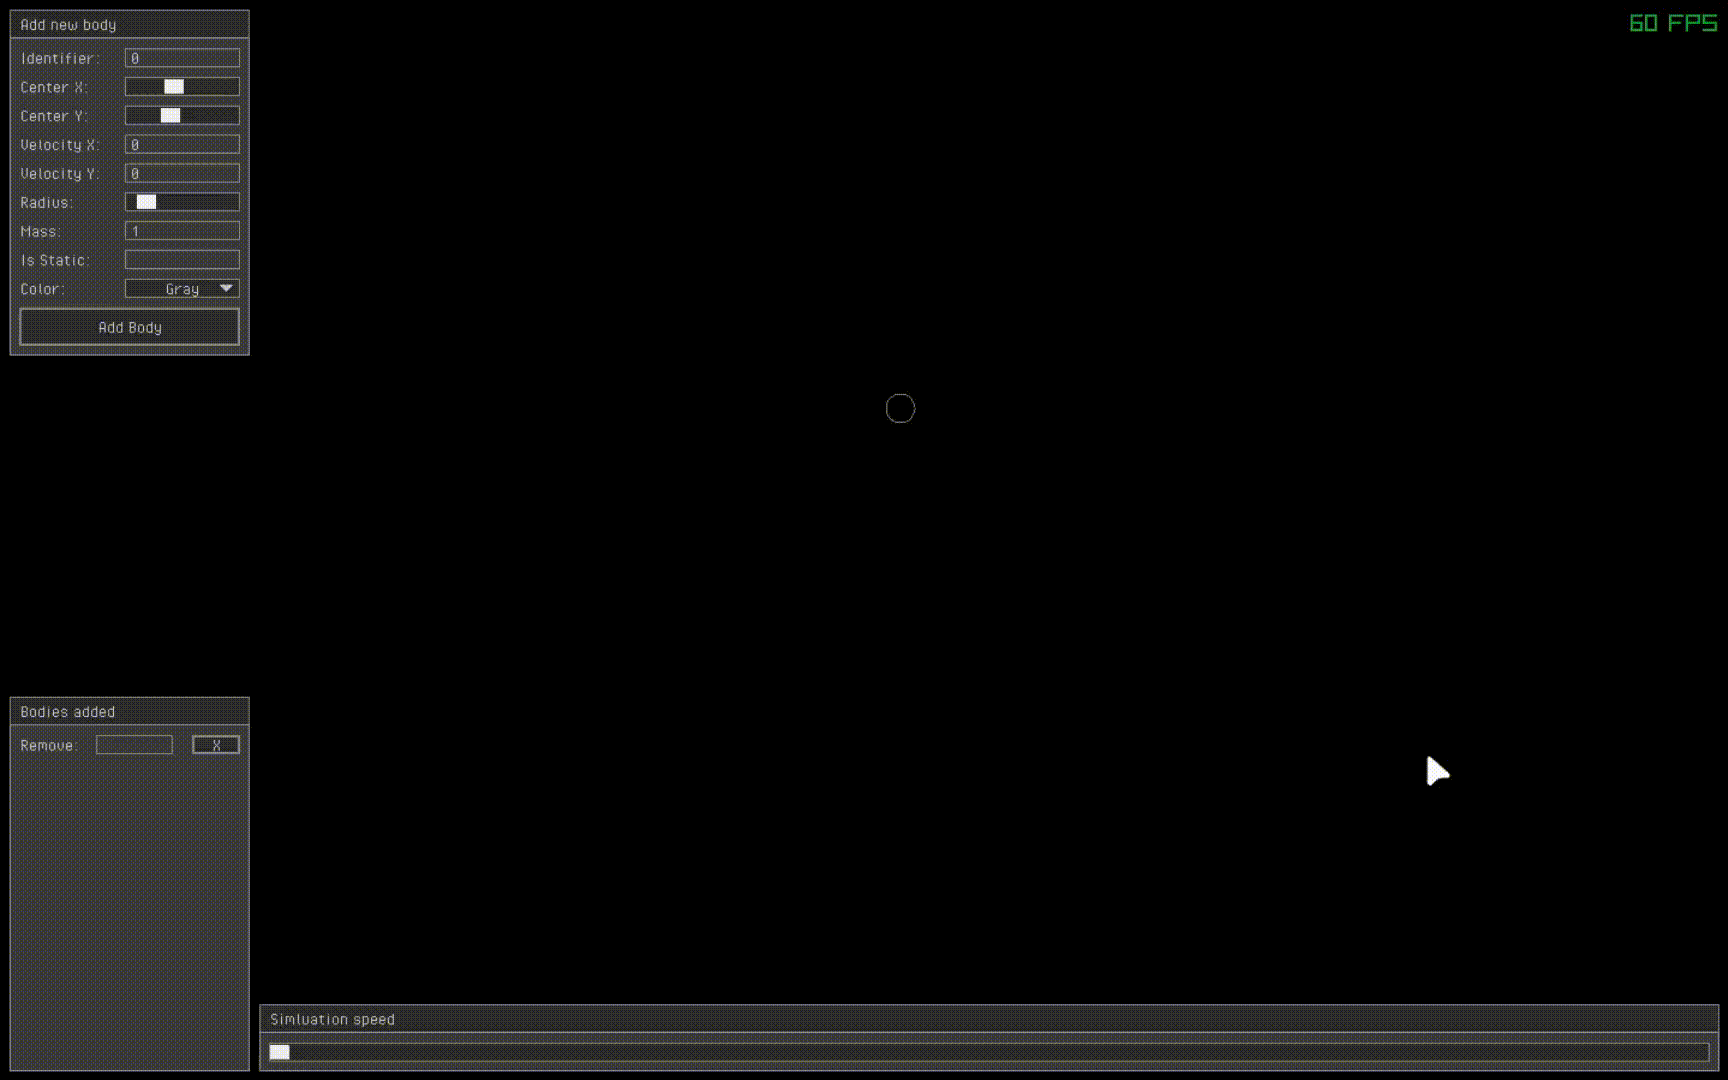 Add new body
60 FPS
Identifier: 0
Center X:
Center Y:
Velocity X: 0
Velocity Y: 0
Radius:
Mass: 1
Is Static:
Color: Gray
Add Body
Bodies added
Remove: X
Simluation speed